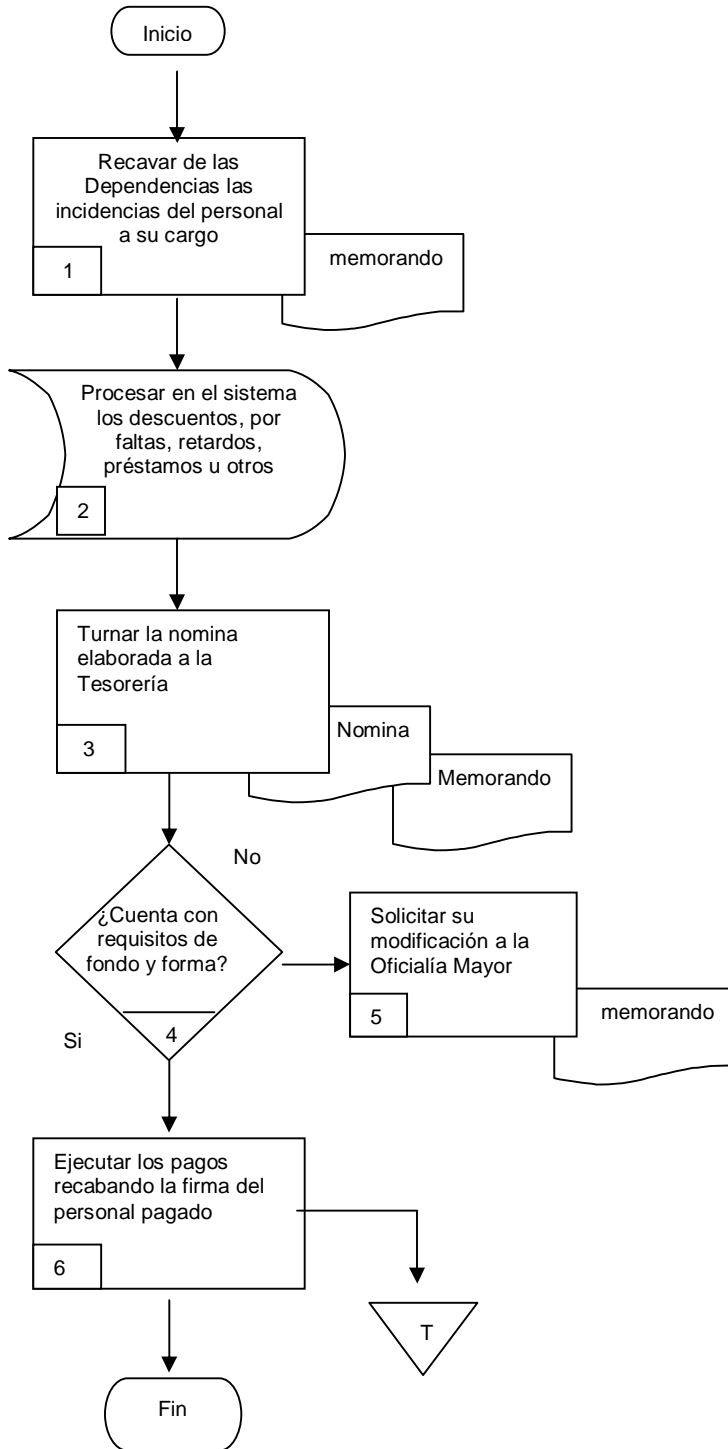 Inicio
Recavar de las
Dependencias las
incidencias del personal
a su cargo
1
memorando
Procesar en el sistema
los descuentos, por
faltas, retardos,
préstamos u otros
2
Turnar la nomina
elaborada a la
Tesorería
3
Nomina
Memorando
No
¿Cuenta con
requisitos de
fondo y forma?
4
Si
Solicitar su
modificación a la
Oficialía Mayor
5
memorando
Ejecutar los pagos
recabando la firma del
personal pagado
6
T
Fin